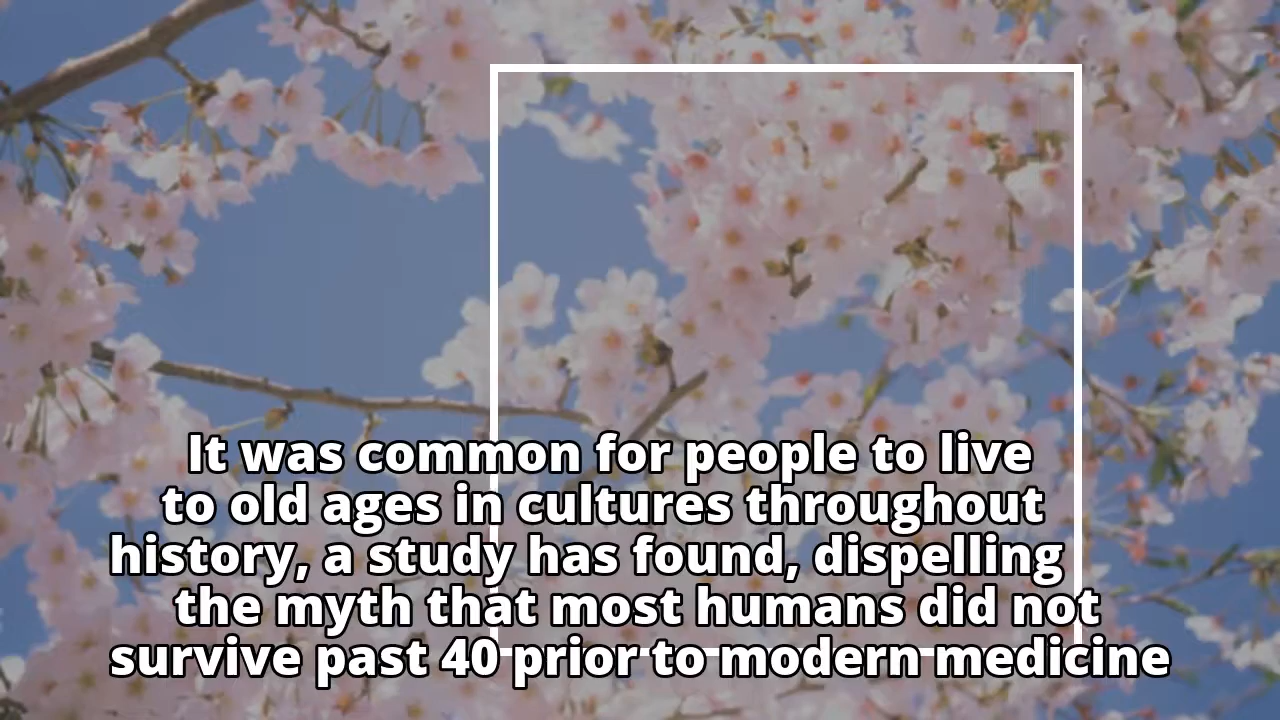 It was common for people to live
to old ages in cultures throughout
history, a study has found, dispelling
the myth that most humans did not
survive past 40 prior to modern medicine